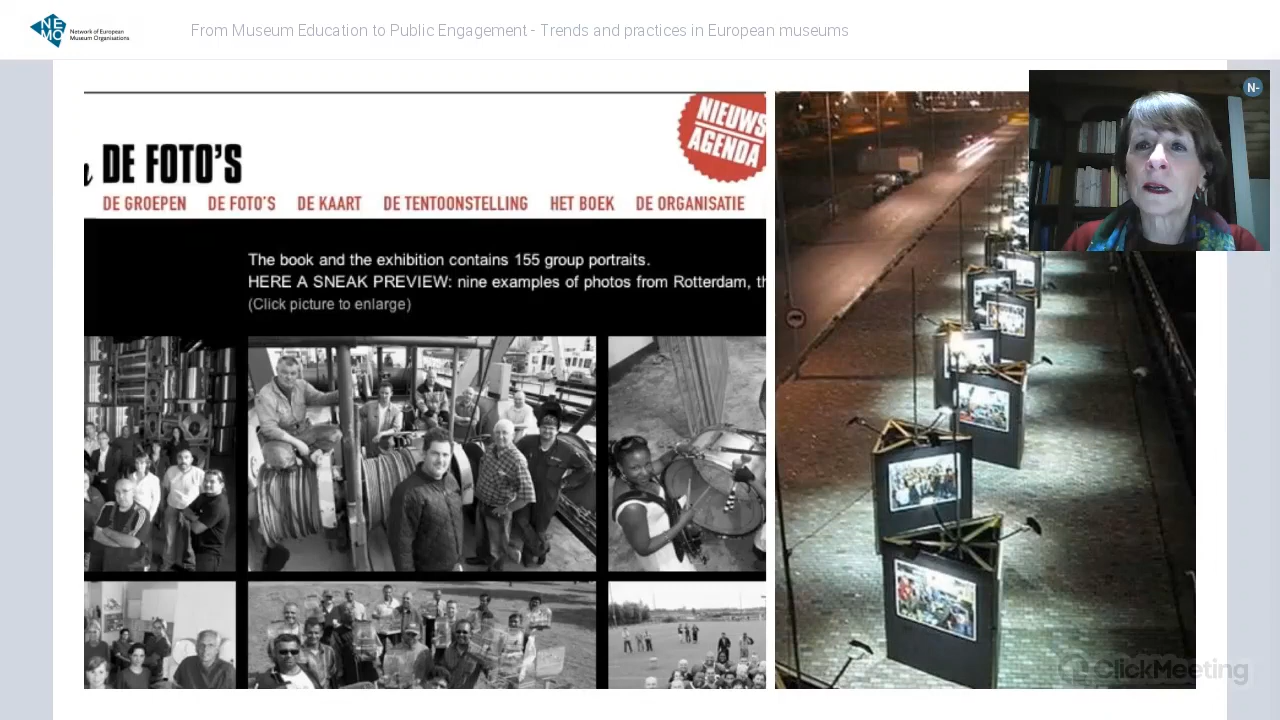 NE
MO
Network of European
Museum Organisations
From Museum Education to Public Engagement - Trends and practices in European museums
N-
NIEUWS
AGENDA
DE FOTO'S
DE GROEPEN DE FOTO'S DE KAART DE TENTOONSTELLING HET BOEK DE ORGANISATIE
The book and the exhibition contains 155 group portraits.
HERE A SNEAK PREVIEW: nine examples of photos from Rotterdam, th
(Click picture to enlarge)
ClickMeeting